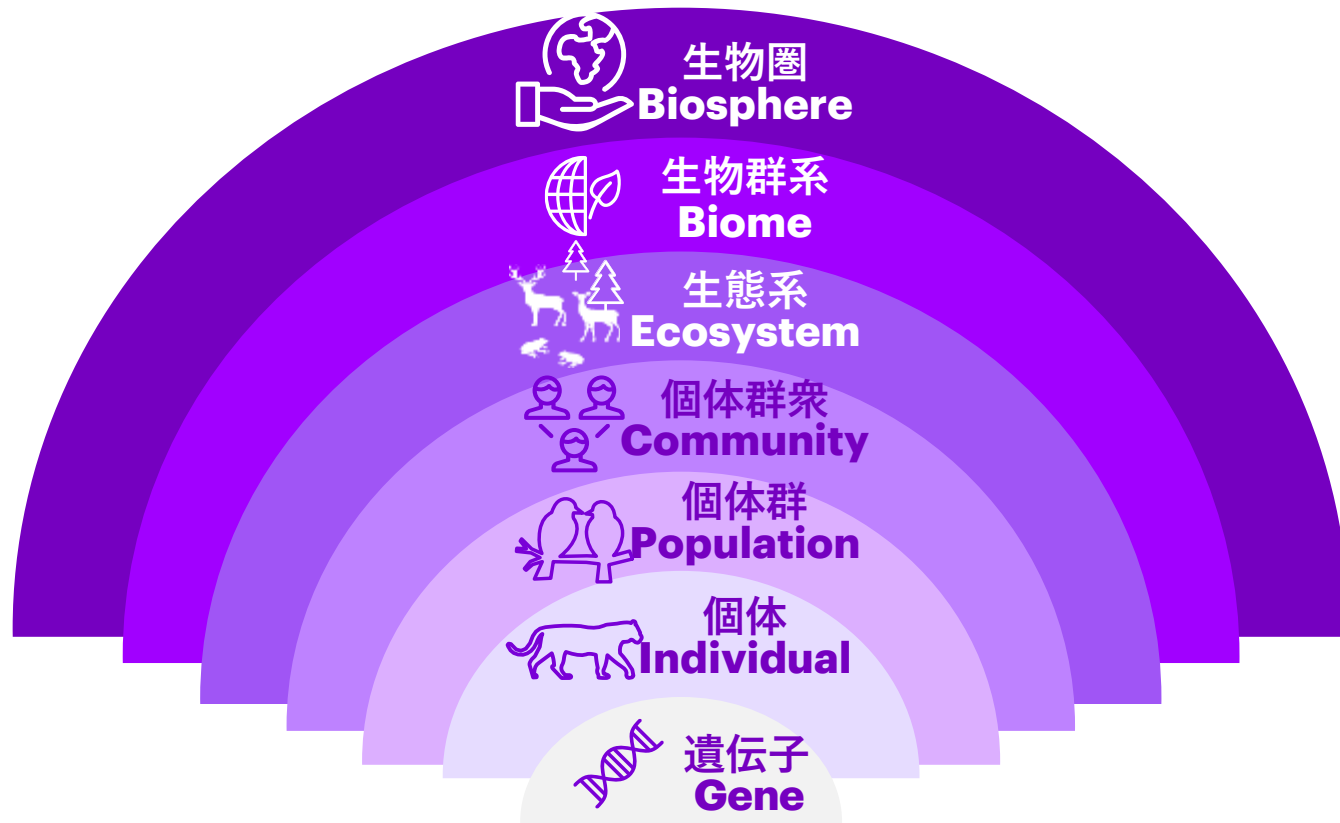 生物圏
Biosphere
生物群系
Biome
生態系
Ecosystem
個体群衆
Community
個体群
Population
個体
Individual
遺伝子
Gene